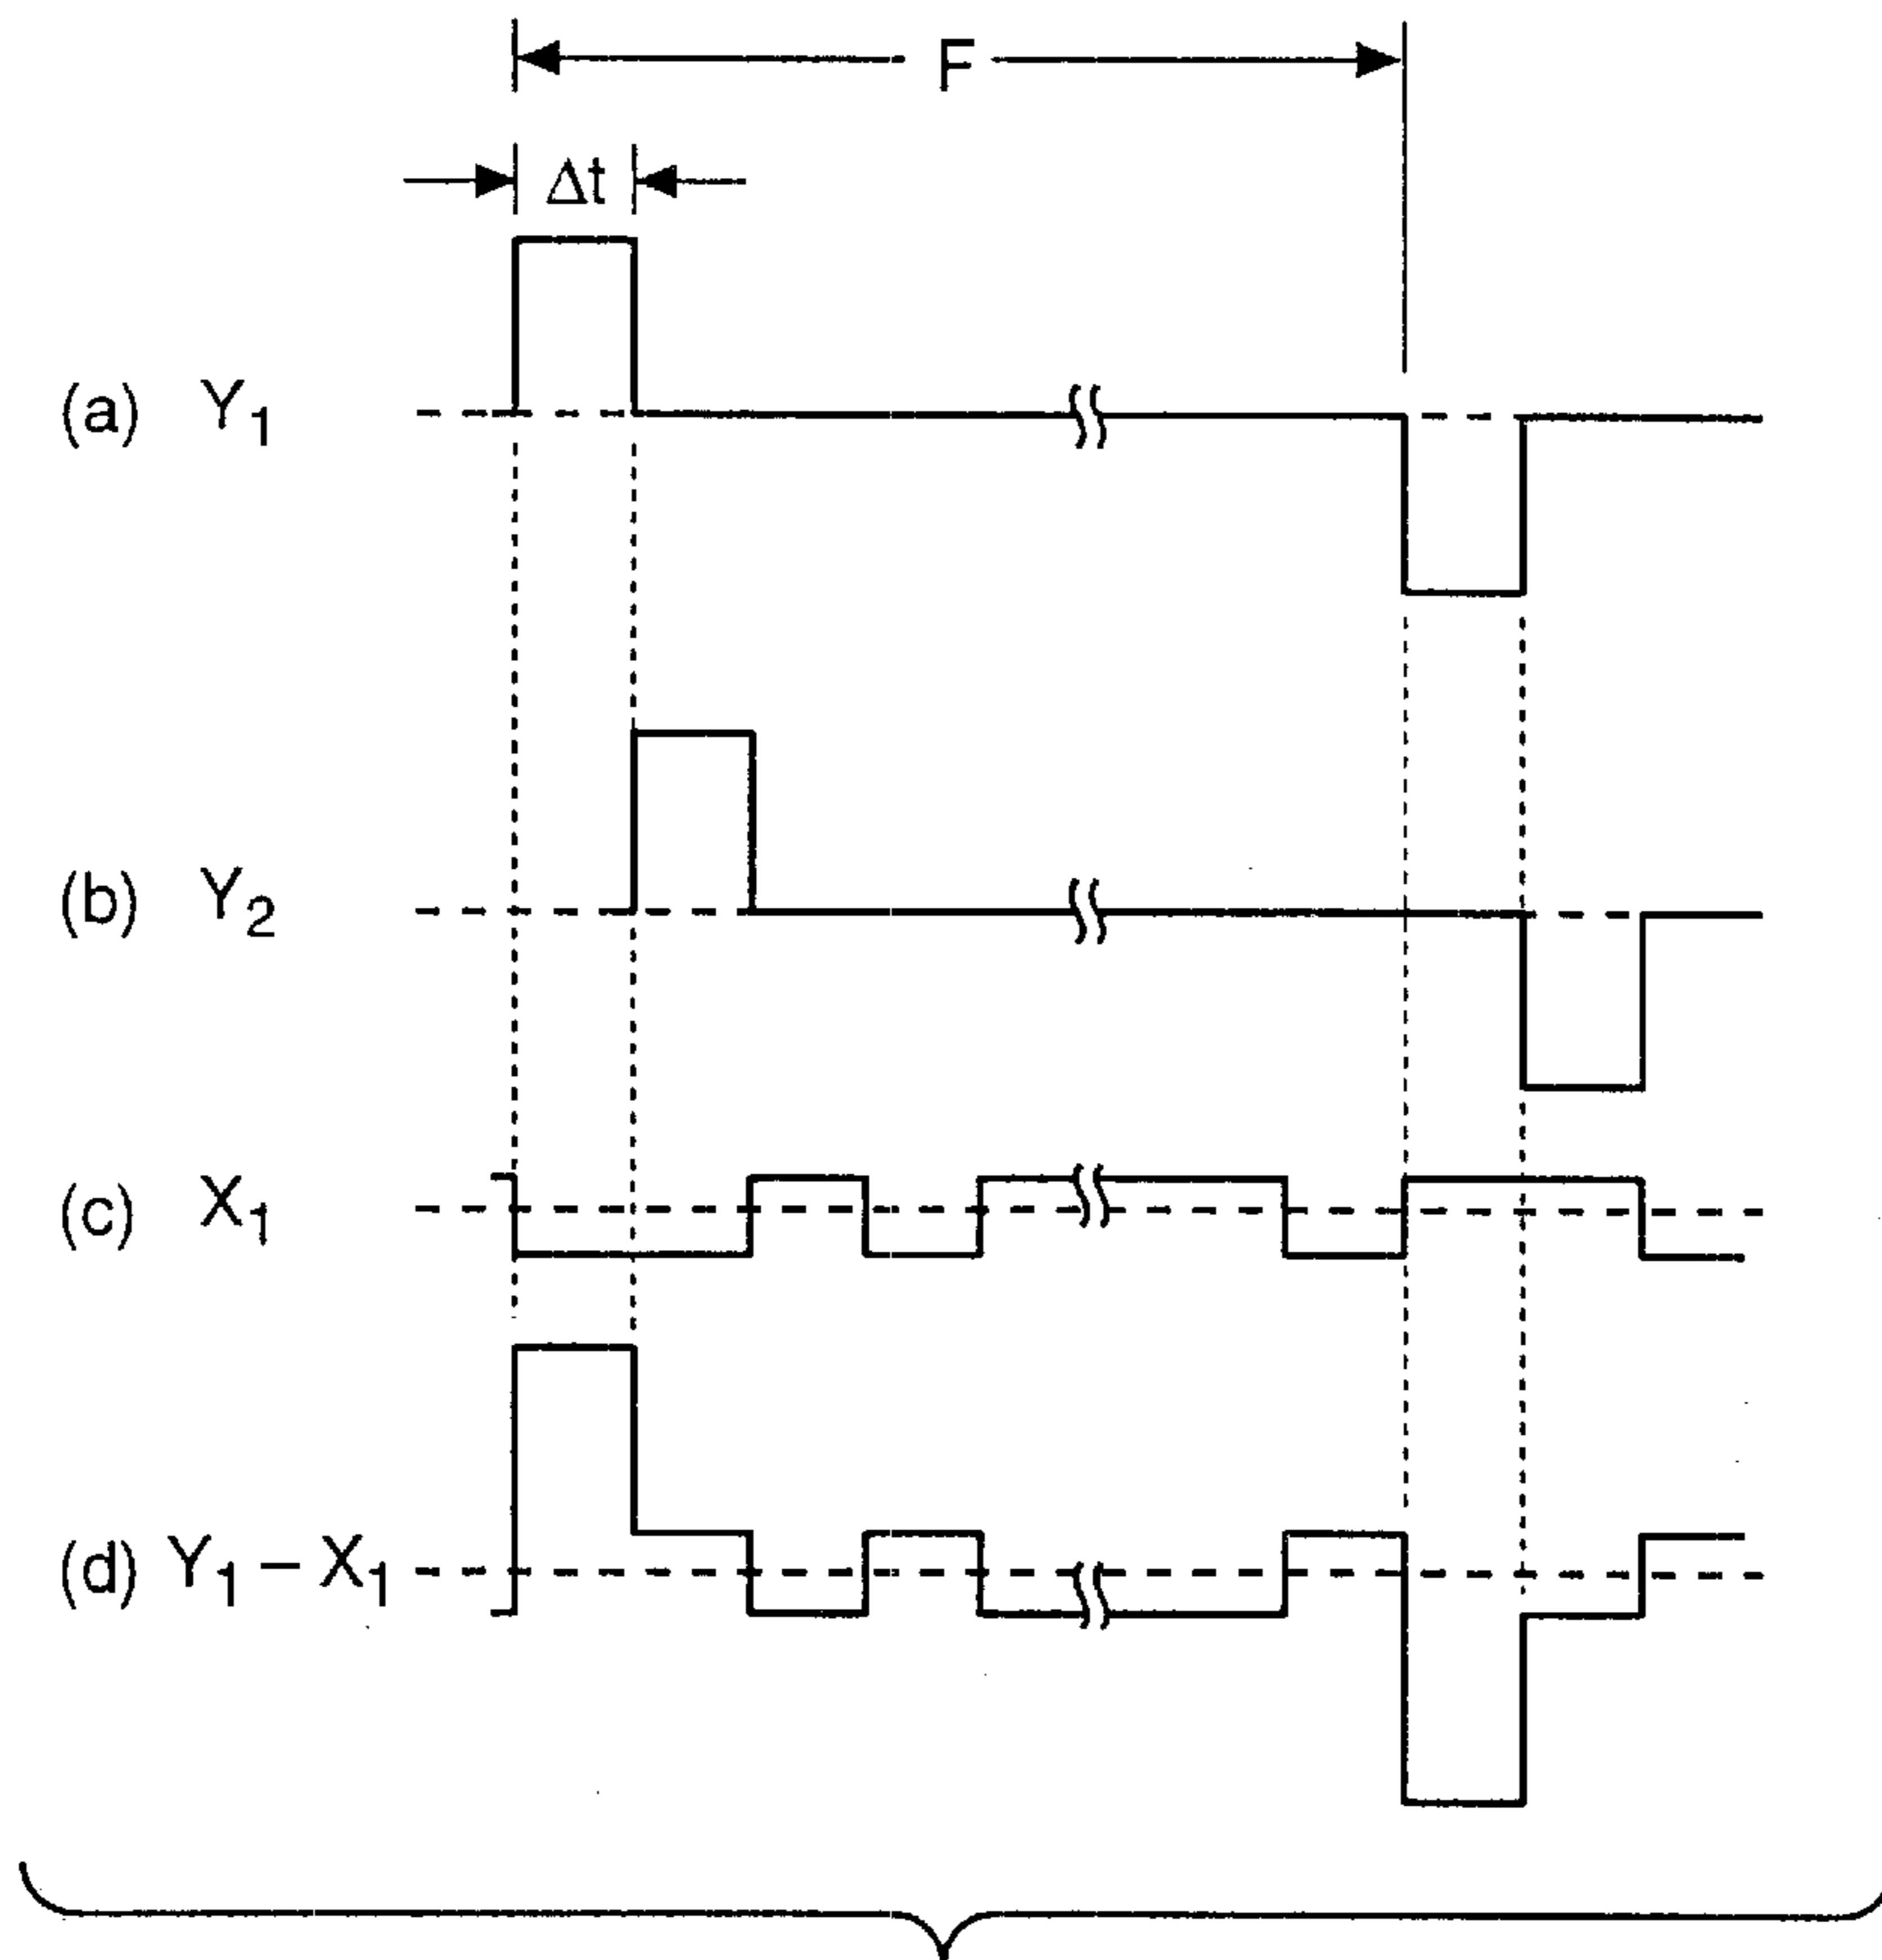 F
Δt
(a) Y₁
(b) Y₂
(c) X₁
(d) Y₁ – X₁